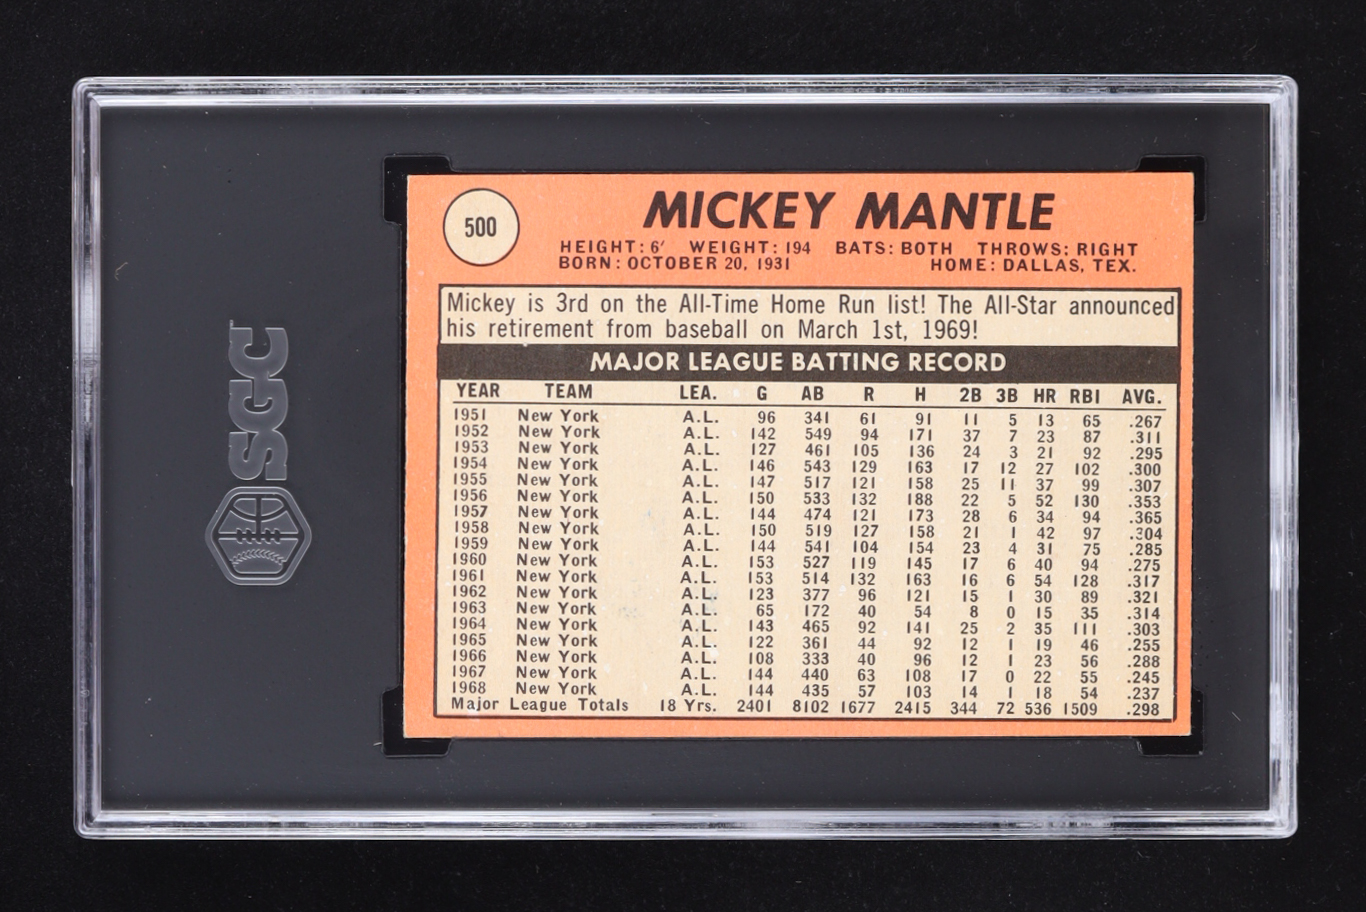 500
MICKEY MANTLE
HEIGHT: 6' WEIGHT: 194 BATS: BOTH THROWS: RIGHT
BORN: OCTOBER 20, 1931 HOME: DALLAS, TEX.
Mickey is 3rd on the All-Time Home Run list! The All-Star announced
his retirement from baseball on March 1st, 1969!
MAJOR LEAGUE BATTING RECORD
YEAR TEAM LEA. G AB R H 2B 3B HR RBI AVG.
1951 New York A.L. 96 341 61 91 11 5 13 65 .267
1952 New York A.L. 142 549 94 171 37 7 23 87 .311
1953 New York A.L. 127 461 105 136 24 3 21 92 .295
1954 New York A.L. 146 543 129 163 17 12 27 102 .300
1955 New York A.L. 147 517 121 158 25 11 37 99 .307
1956 New York A.L. 150 533 132 188 22 5 52 130 .353
1957 New York A.L. 144 474 121 173 28 6 34 94 .365
1958 New York A.L. 150 519 127 158 21 1 42 97 .304
1959 New York A.L. 144 541 104 154 23 4 31 75 .285
1960 New York A.L. 153 527 119 145 17 6 40 94 .275
1961 New York A.L. 153 514 132 163 16 6 54 128 .317
1962 New York A.L. 123 377 96 121 15 1 30 89 .321
1963 New York A.L. 65 172 40 54 8 0 15 35 .314
1964 New York A.L. 143 465 92 141 25 2 35 111 .303
1965 New York A.L. 122 361 44 92 12 1 19 46 .255
1966 New York A.L. 108 333 40 96 12 1 23 56 .288
1967 New York A.L. 144 440 63 108 17 0 22 55 .245
1968 New York A.L. 144 435 57 103 14 1 18 54 .237
Major League Totals 18 Yrs. 2401 8102 1677 2415 344 72 536 1509 .298
SGC